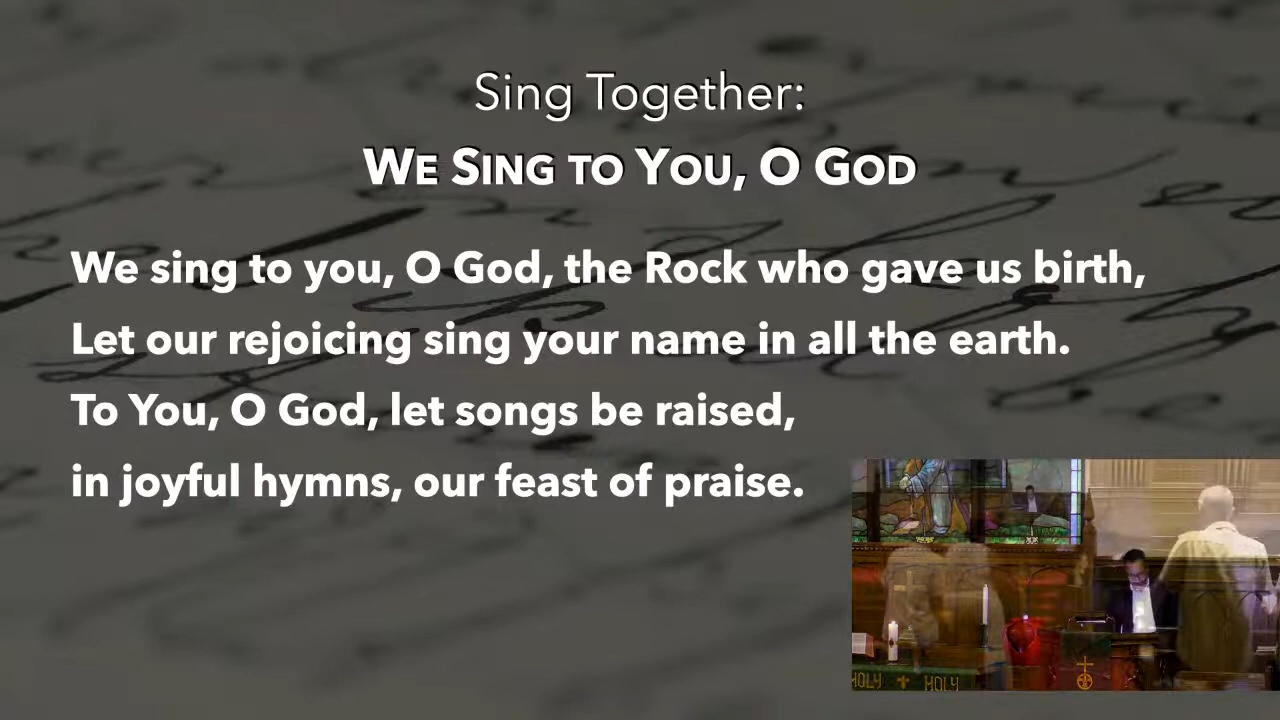 Sing Together:
WE SING TO YOU, O GOD
We sing to you, O God, the Rock who gave us birth,
Let our rejoicing sing your name in all the earth.
To You, O God, let songs be raised,
in joyful hymns, our feast of praise.
HOLY HOLY